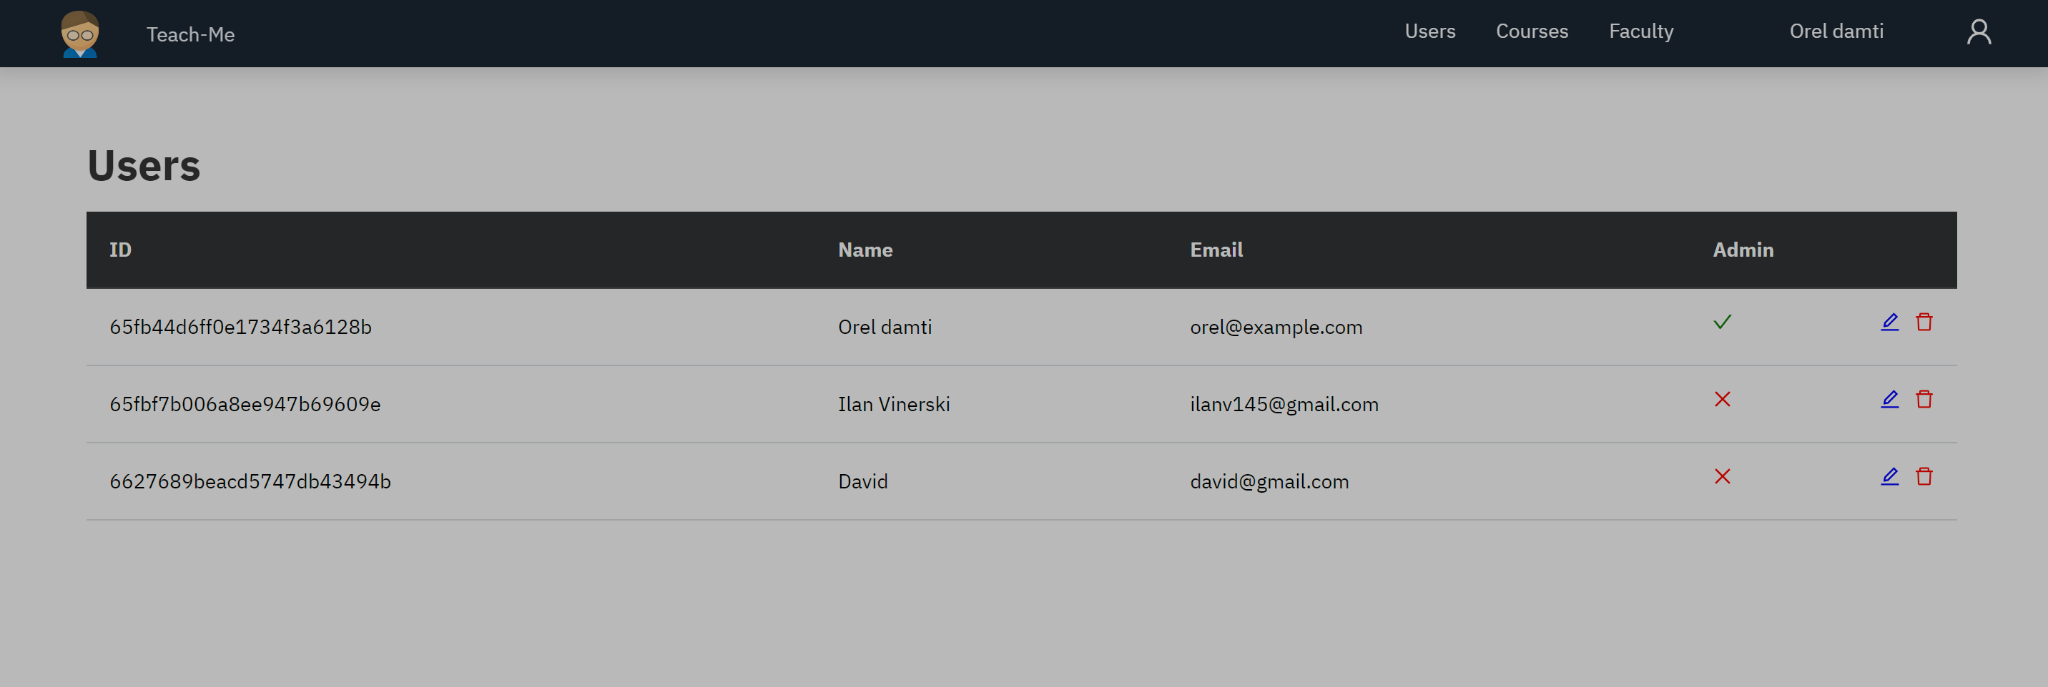 Teach-Me Users Courses Faculty Orel damti
Users
ID Name Email Admin
65fb44d6ff0e1734f3a6128b Orel damti orel@example.com
65fbf7b006a8ee947b69609e Ilan Vinerski ilanv145@gmail.com
6627689beacd5747db43494b David david@gmail.com